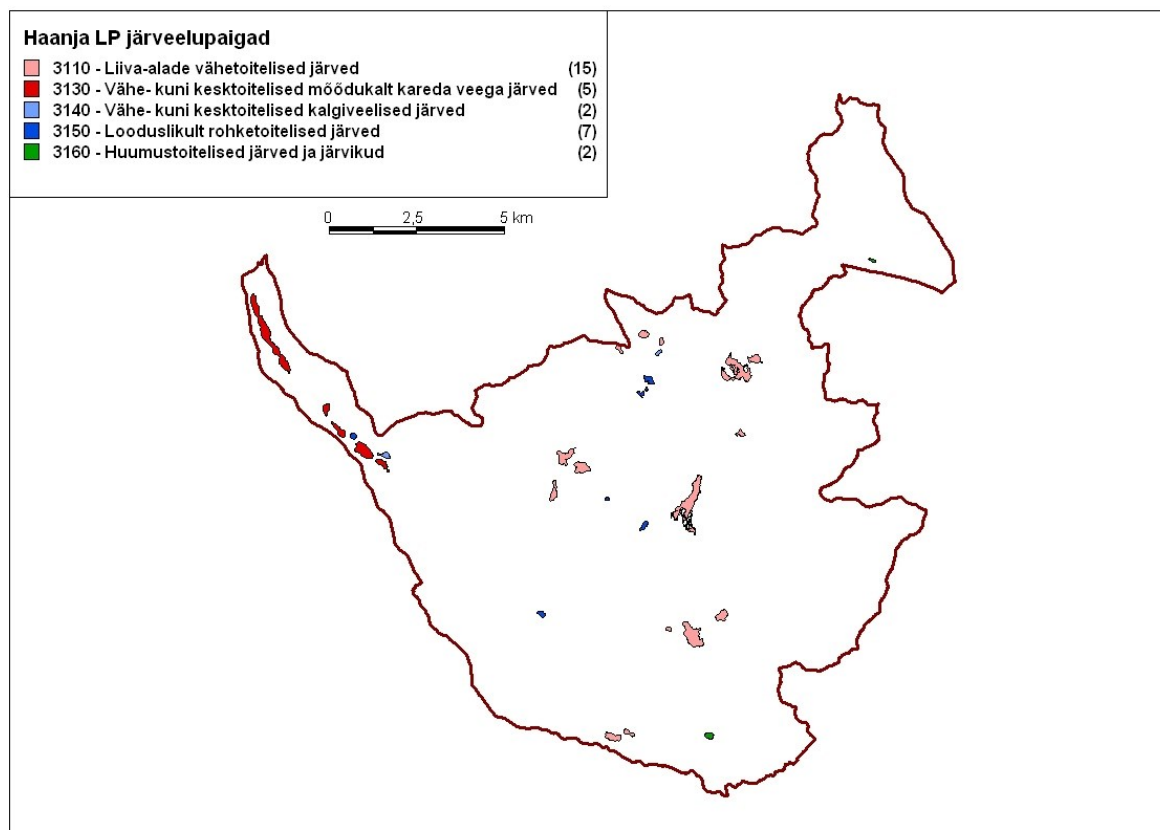 Haanja LP järveelupaigad
3110 - Liiva-alade vähetoitelised järved (15)
3130 - Vähe- kuni kesktoitelised mõõdukalt kareda veega järved (5)
3140 - Vähe- kuni kesktoitelised kalgiveelised järved (2)
3150 - Looduslikult rohketoitelised järved (7)
3160 - Huumustoitelised järved ja järvikud (2)
0 2,5 5 km